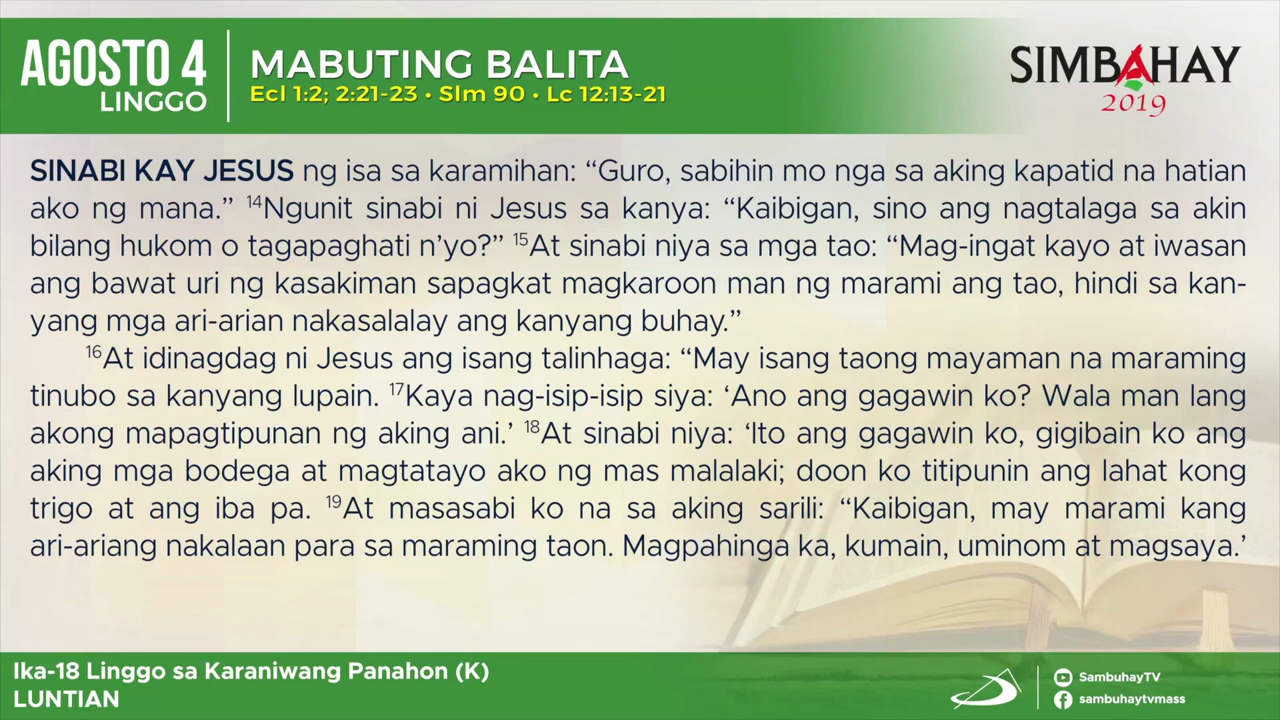 AGOSTO 4
LINGGO
MABUTING BALITA
Ecl 1:2; 2:21-23 • Slm 90 • Lc 12:13-21
SIMBAHAY
2019
SINABI KAY JESUS ng isa sa karamihan: “Guro, sabihin mo nga sa aking kapatid na hatian
ako ng mana.” ¹⁴Ngunit sinabi ni Jesus sa kanya: “Kaibigan, sino ang nagtalaga sa akin
bilang hukom o tagapaghati n’yo?” ¹⁵At sinabi niya sa mga tao: “Mag-ingat kayo at iwasan
ang bawat uri ng kasakiman sapagkat magkaroon man ng marami ang tao, hindi sa kan-
yang mga ari-arian nakasalalay ang kanyang buhay.”
¹⁶At idinagdag ni Jesus ang isang talinhaga: “May isang taong mayaman na maraming
tinubo sa kanyang lupain. ¹⁷Kaya nag-isip-isip siya: ‘Ano ang gagawin ko? Wala man lang
akong mapagtipunan ng aking ani.’ ¹⁸At sinabi niya: ‘Ito ang gagawin ko, gigibain ko ang
aking mga bodega at magtatayo ako ng mas malalaki; doon ko titipunin ang lahat kong
trigo at ang iba pa. ¹⁹At masasabi ko na sa aking sarili: “Kaibigan, may marami kang
ari-ariang nakalaan para sa maraming taon. Magpahinga ka, kumain, uminom at magsaya.’
Ika-18 Linggo sa Karaniwang Panahon (K)
LUNTIAN
SambuhayTV
sambuhaytvmass